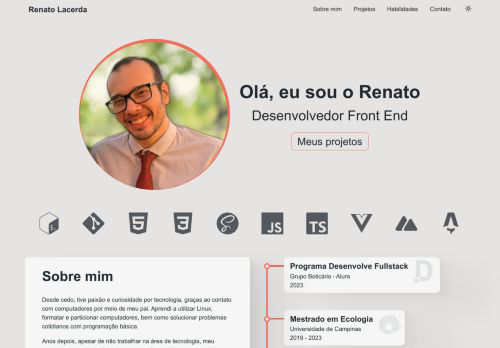 Renato Lacerda
Sobre mim Projetos Habilidades Contato
Olá, eu sou o Renato
Desenvolvedor Front End
Meus projetos
5 3 JS TS
Sobre mim
Desde cedo, tive paixão e curiosidade por tecnologia, graças ao contato
com computadores por meio de meu pai. Aprendi a utilizar Linux,
formatar e particionar computadores, bem como solucionar problemas
cotidianos com programação básica.
Anos depois, apesar de não trabalhar na área de tecnologia, meu
Programa Desenvolve Fullstack
Grupo Boticário - Alura
2023
Mestrado em Ecologia
Universidade de Campinas
2019 - 2023